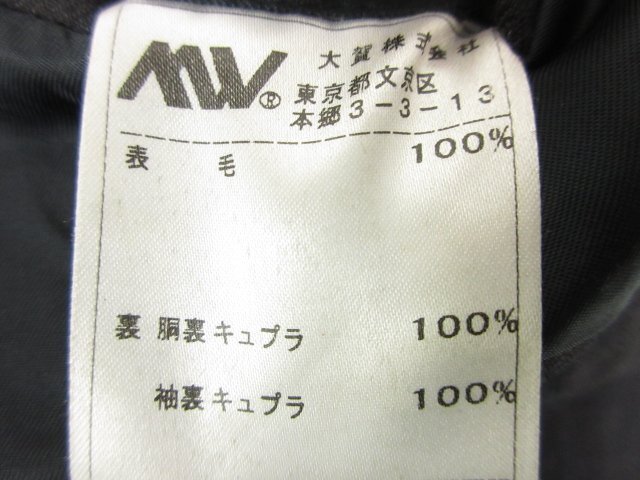 MW®
大賀株式会社
東京都文京区
本郷3-3-13
表 毛 100%
裏 胴裏キュプラ 100%
袖裏キュプラ 100%